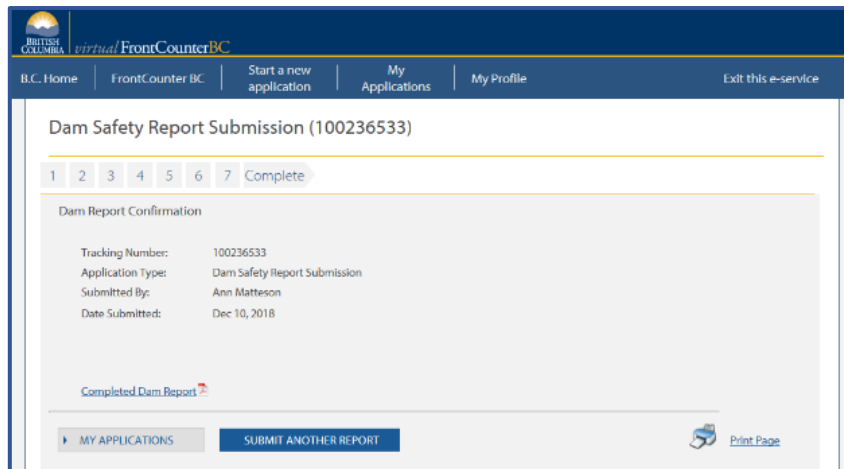 BRITISH
COLUMBIA virtual FrontCounterBC
B.C. Home FrontCounter BC Start a new application My Applications My Profile Exit this e-service
Dam Safety Report Submission (100236533)
1 2 3 4 5 6 7 Complete
Dam Report Confirmation
Tracking Number: 100236533
Application Type: Dam Safety Report Submission
Submitted By: Ann Matteson
Date Submitted: Dec 10, 2018
Completed Dam Report
MY APPLICATIONS SUBMIT ANOTHER REPORT Print Page